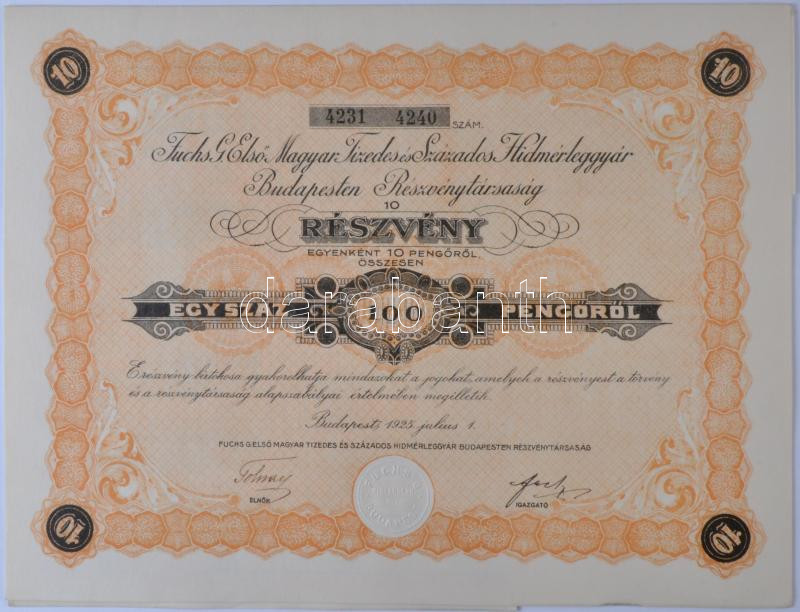 10
10
4231 4240 SZÁM.
Fuchs G. Első Magyar Tizedes és Százados Hidmérleggyár
Budapesten Részvénytársaság
10
RÉSZVÉNY
EGYENKÉNT 10 PENGŐRŐL,
ÖSSZESEN
EGYSZÁZ 100 PENGŐRŐL
darabanth
E részvény birtokosa gyakorolhatja mindazokat a jogokat, amelyek a részvényest a törvény
és a részvénytársaság alapszabályai értelmében megilletik.
Budapest, 1925. julius 1.
FUCHS G. ELSŐ MAGYAR TIZEDES ÉS SZÁZADOS HIDMÉRLEGGYÁR BUDAPESTEN RÉSZVÉNYTÁRSASÁG
ELNÖK
IGAZGATÓ
10
10